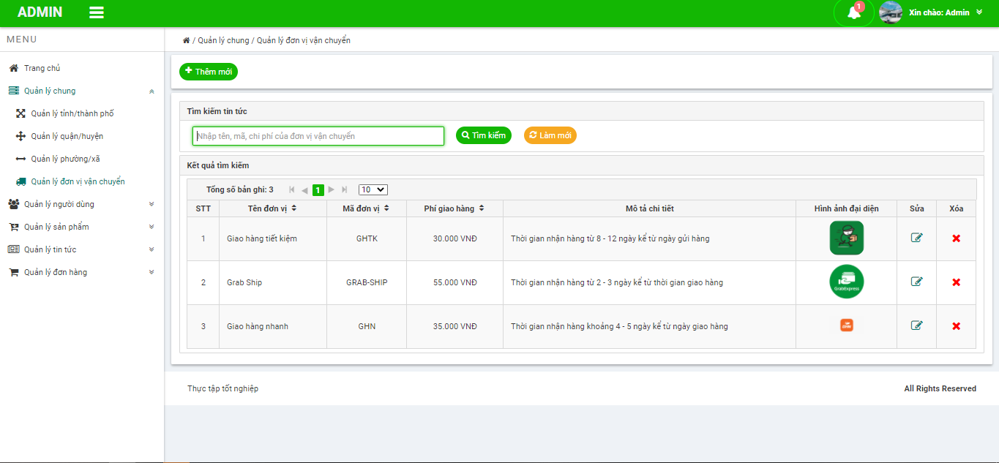 ADMIN
1
Xin chào: Admin
MENU
/ Quản lý chung / Quản lý đơn vị vận chuyển
Trang chủ
Quản lý chung
Quản lý tỉnh/thành phố
Quản lý quận/huyện
Quản lý phường/xã
Quản lý đơn vị vận chuyển
Quản lý người dùng
Quản lý sản phẩm
Quản lý tin tức
Quản lý đơn hàng
Thêm mới
Tìm kiếm tin tức
Nhập tên, mã, chi phí của đơn vị vận chuyển
Tìm kiếm
Làm mới
Kết quả tìm kiếm
Tổng số bản ghi: 3
1
10
STT Tên đơn vị Mã đơn vị Phí giao hàng Mô tả chi tiết Hình ảnh đại diện Sửa Xóa
1 Giao hàng tiết kiệm GHTK 30.000 VNĐ Thời gian nhận hàng từ 8 - 12 ngày kể từ ngày gửi hàng
2 Grab Ship GRAB-SHIP 55.000 VNĐ Thời gian nhận hàng từ 2 - 3 ngày kể từ thời gian giao hàng GrabExpress
3 Giao hàng nhanh GHN 35.000 VNĐ Thời gian nhận hàng khoảng 4 - 5 ngày kể từ ngày giao hàng
Thực tập tốt nghiệp
All Rights Reserved